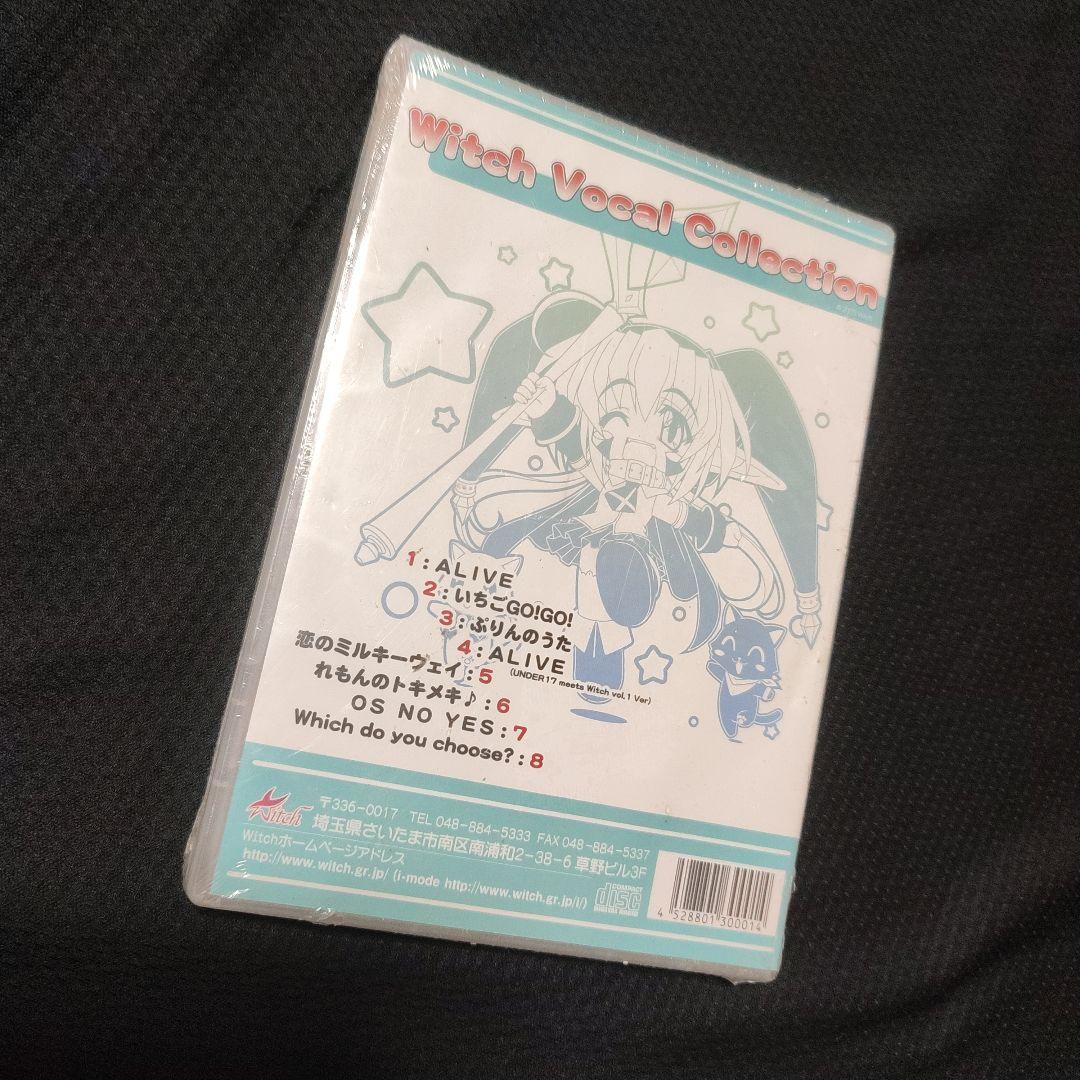 Witch Vocal Collection
1:ALIVE
2:いちごGO!GO!
3:ぷりんのうた
4:ALIVE
(UNDER17 meets Witch vol.1 Ver)
恋のミルキーウェイ:5
れもんのトキメキ♪:6
OS NO YES:7
Which do you choose?:8
Witch
〒336-0017 TEL 048-884-5333 FAX 048-884-5337
埼玉県さいたま市南区南浦和2-38-6 草野ビル3F
Witchホームページアドレス
http://www.witch.gr.jp/ (i-mode http://www.witch.gr.jp/i/)
COMPACT
disc
DIGITAL AUDIO
4 528801 300014